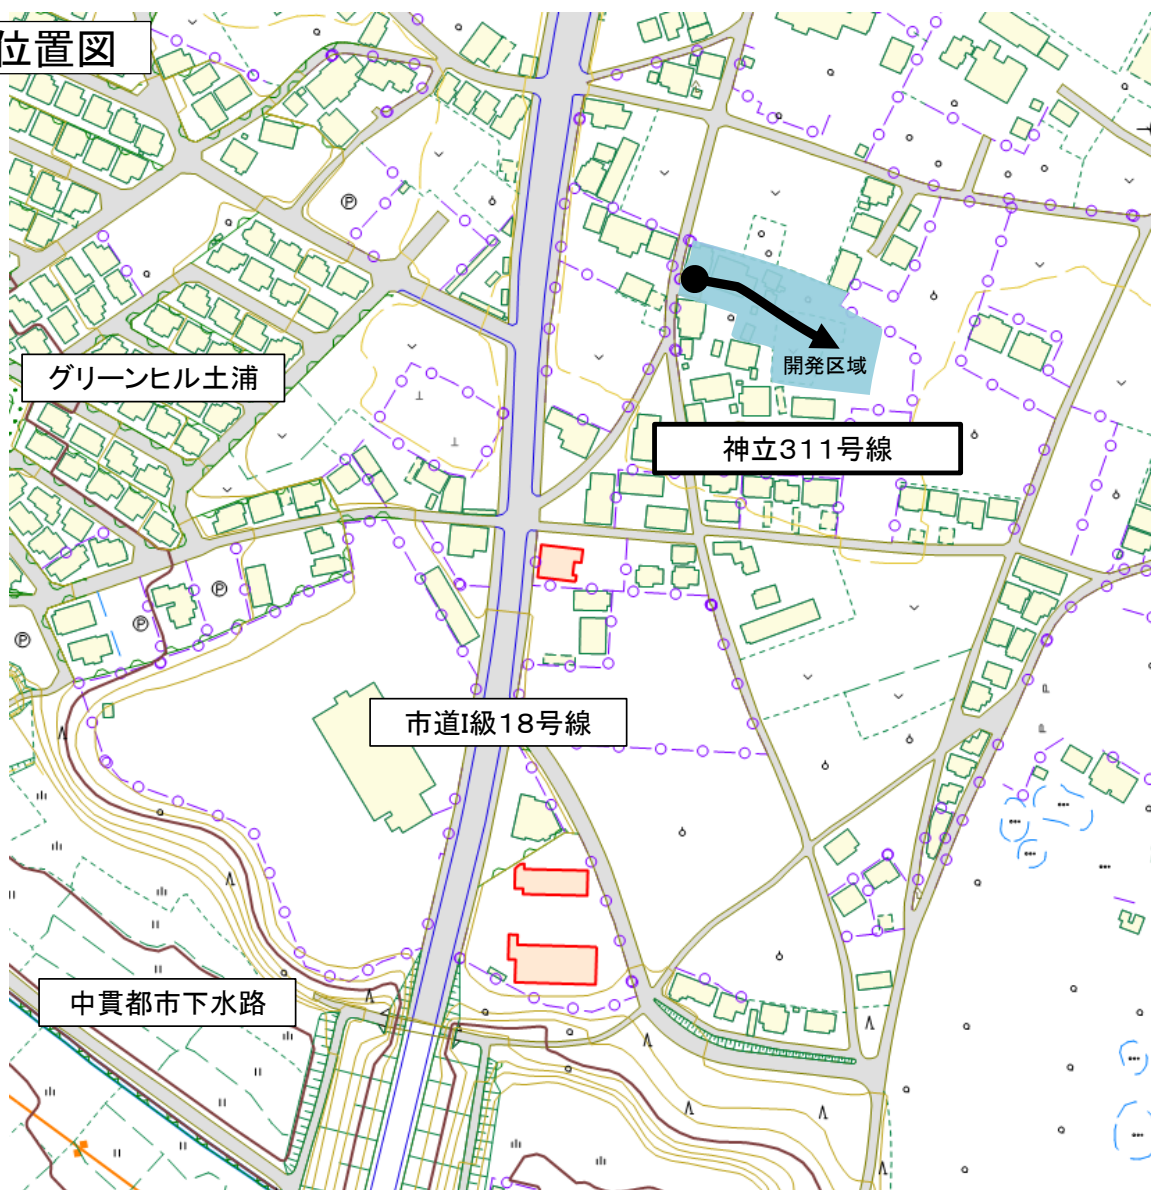 位置図
グリーンヒル土浦
開発区域
神立311号線
市道Ⅰ級18号線
中貫都市下水路